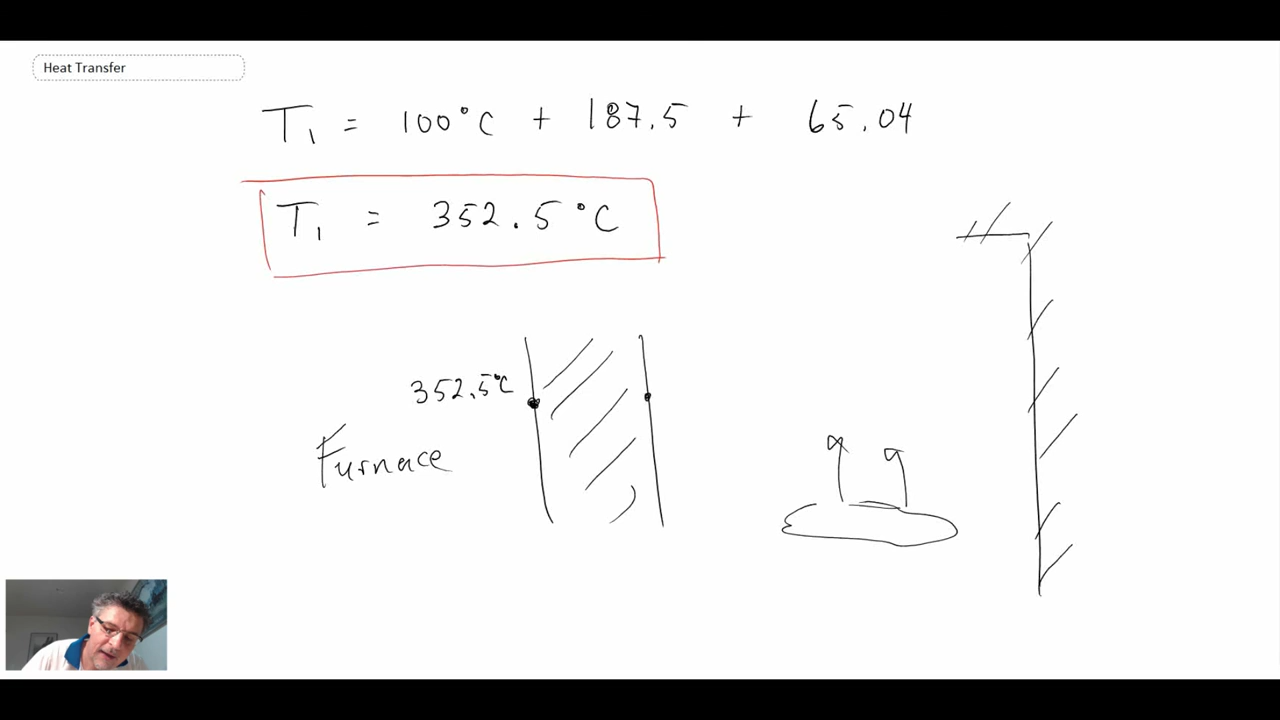 Heat Transfer
T₁ = 100°C + 187.5 + 65.04
T₁ = 352.5°C
352.5°C
Furnace